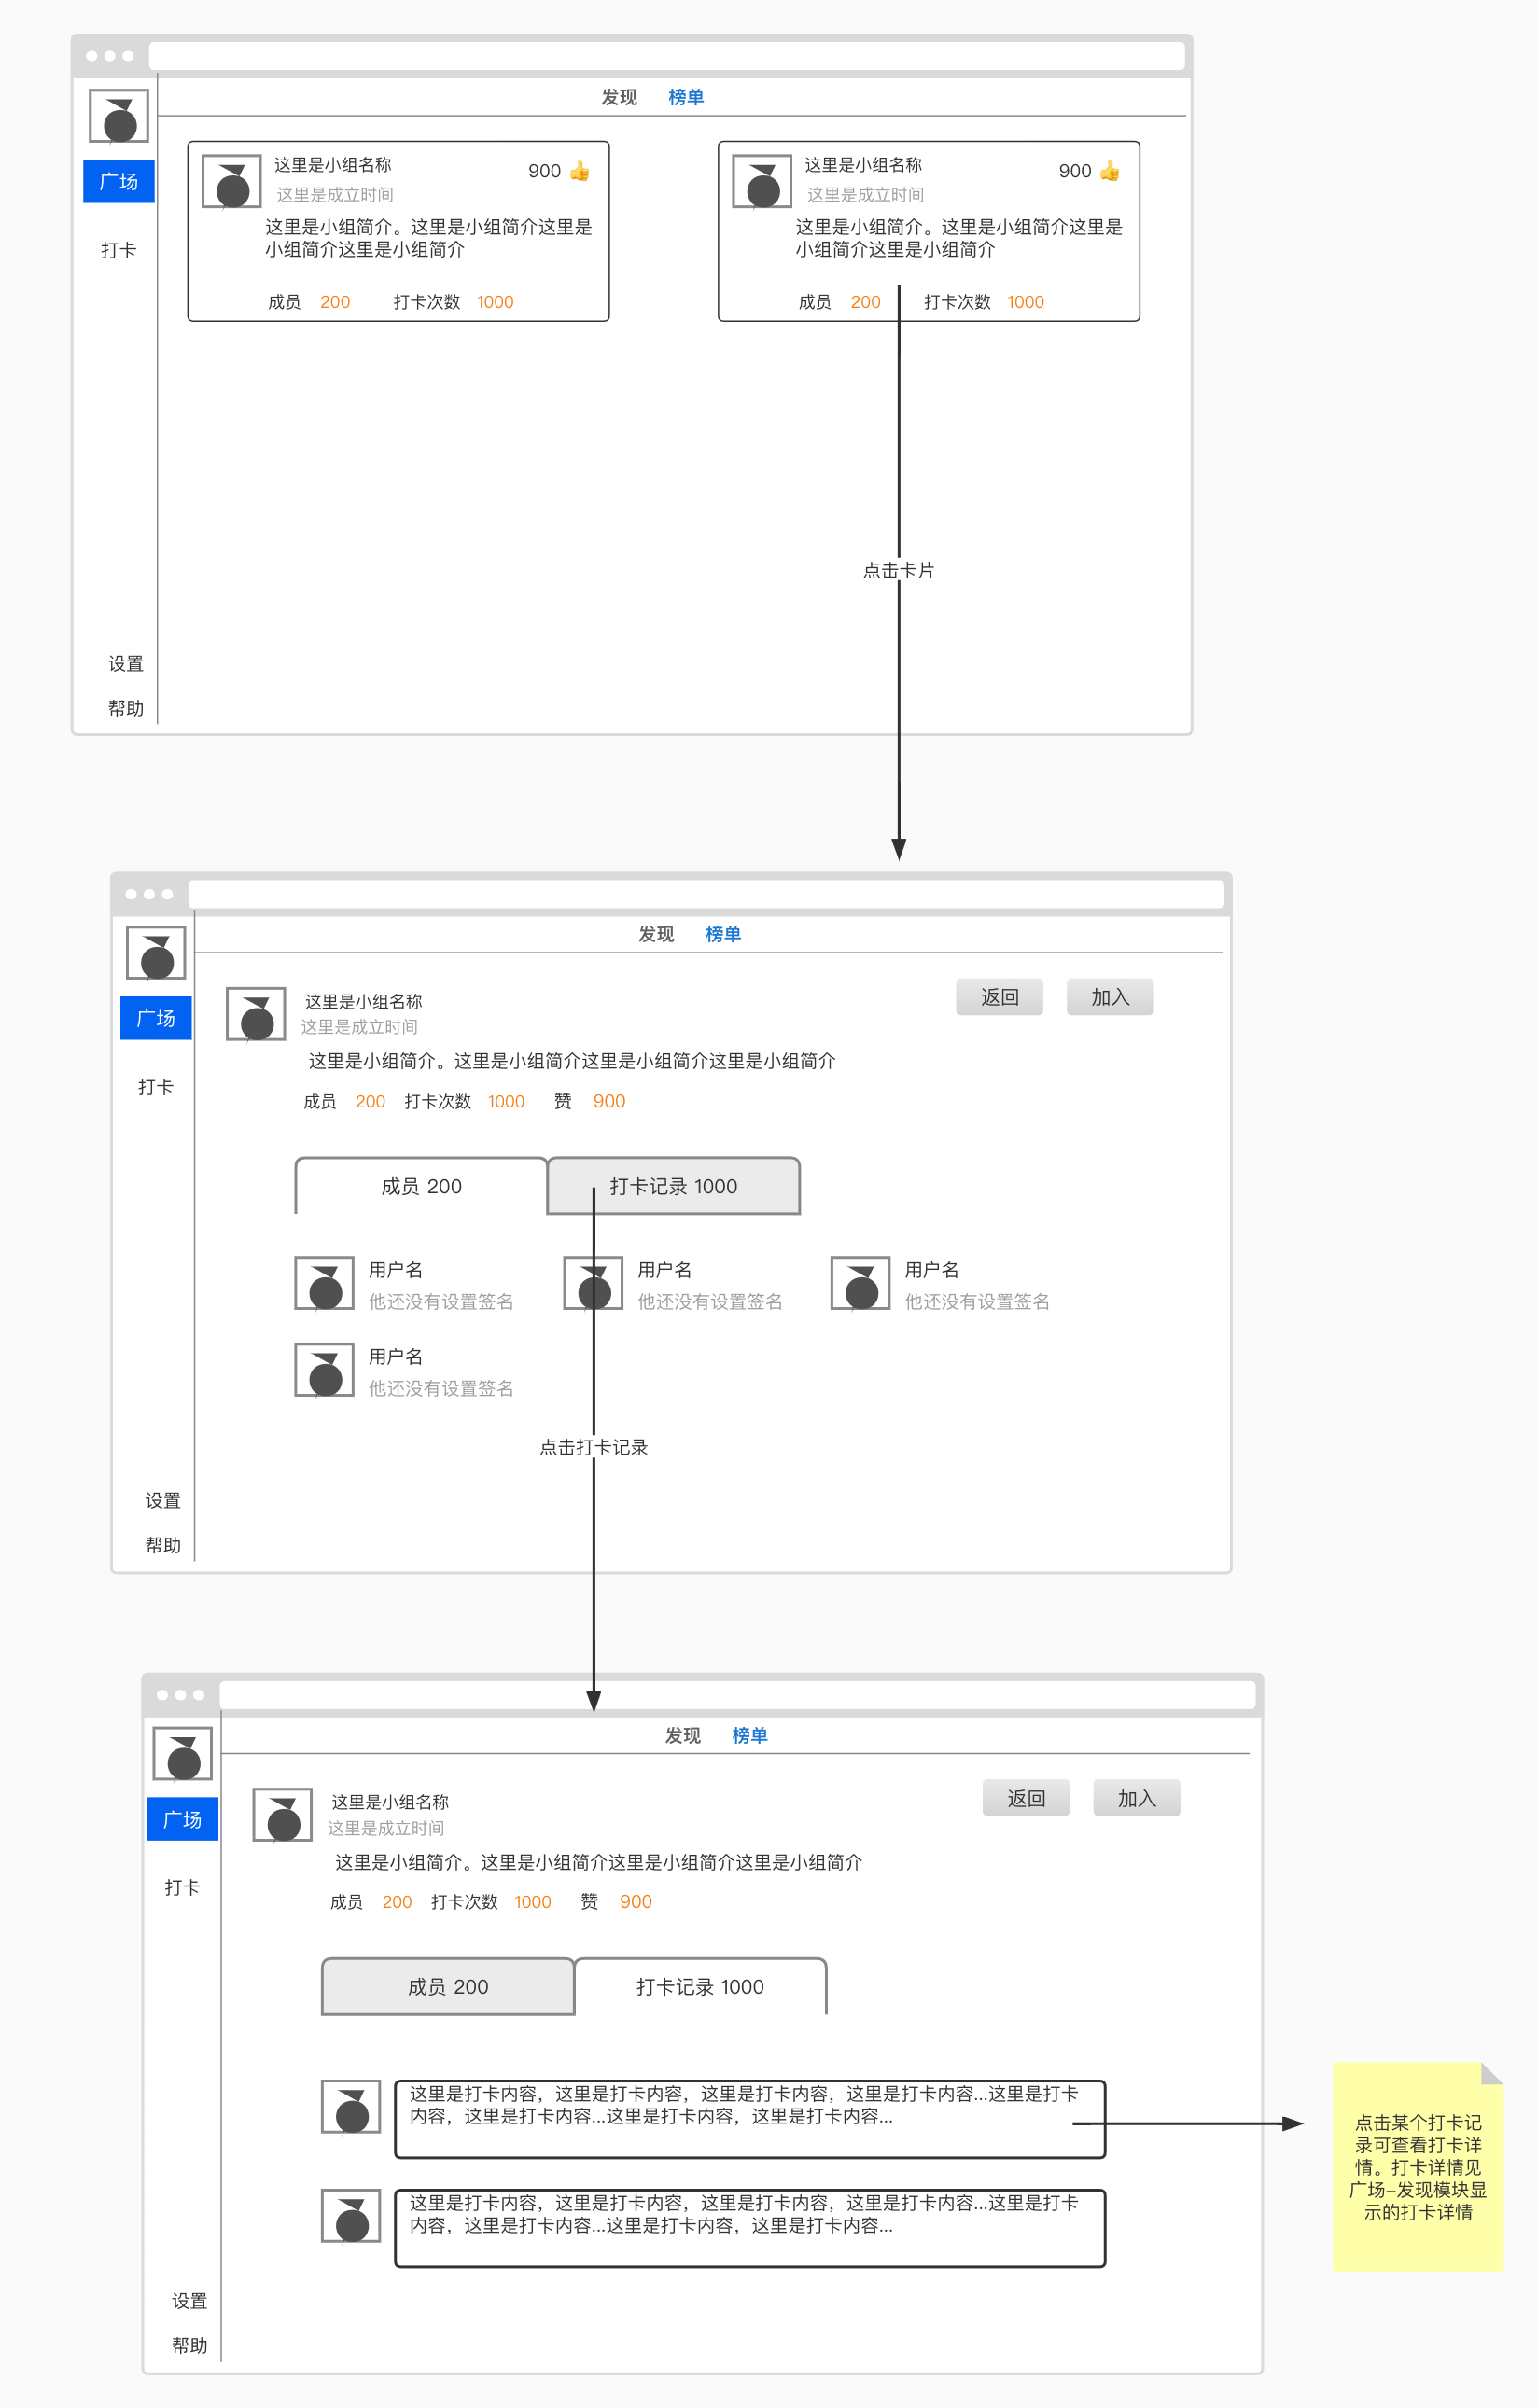 发现 榜单
广场
打卡
这里是小组名称
900 👍
这里是成立时间
这里是小组简介。这里是小组简介这里是
小组简介这里是小组简介
成员 200 打卡次数 1000
这里是小组名称
900 👍
这里是成立时间
这里是小组简介。这里是小组简介这里是
小组简介这里是小组简介
成员 200 打卡次数 1000
点击卡片
设置
帮助
发现 榜单
广场
打卡
这里是小组名称
返回 加入
这里是成立时间
这里是小组简介。这里是小组简介这里是小组简介这里是小组简介
成员 200 打卡次数 1000 赞 900
成员 200 打卡记录 1000
用户名
他还没有设置签名
用户名
他还没有设置签名
用户名
他还没有设置签名
用户名
他还没有设置签名
点击打卡记录
设置
帮助
发现 榜单
广场
打卡
这里是小组名称
返回 加入
这里是成立时间
这里是小组简介。这里是小组简介这里是小组简介这里是小组简介
成员 200 打卡次数 1000 赞 900
成员 200 打卡记录 1000
这里是打卡内容，这里是打卡内容，这里是打卡内容，这里是打卡内容...这里是打卡
内容，这里是打卡内容...这里是打卡内容，这里是打卡内容...
这里是打卡内容，这里是打卡内容，这里是打卡内容，这里是打卡内容...这里是打卡
内容，这里是打卡内容...这里是打卡内容，这里是打卡内容...
点击某个打卡记
录可查看打卡详
情。打卡详情见
广场-发现模块显
示的打卡详情
设置
帮助